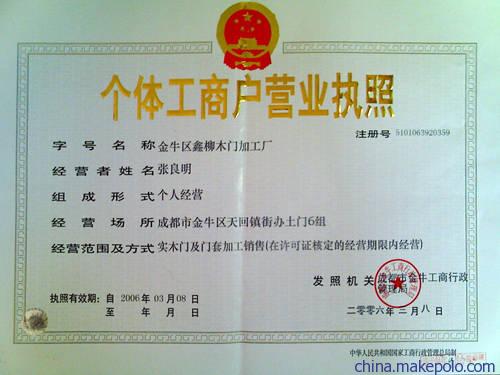 个体工商户营业执照
注册号 5101063920359
字号名称 金牛区鑫柳木门加工厂
经营者姓名 张良明
组成形式 个人经营
经营场所 成都市金牛区天回镇街办土门6组
经营范围及方式 实木门及门套加工销售(在许可证核定的经营期限内经营)
发照机关 成都市金牛工商行政
管理局
执照有效期: 自 2006年 03月 08日
至 年 月 日
二零零六年三月八日
中华人民共和国国家工商行政管理总局制
china.makepolo.com